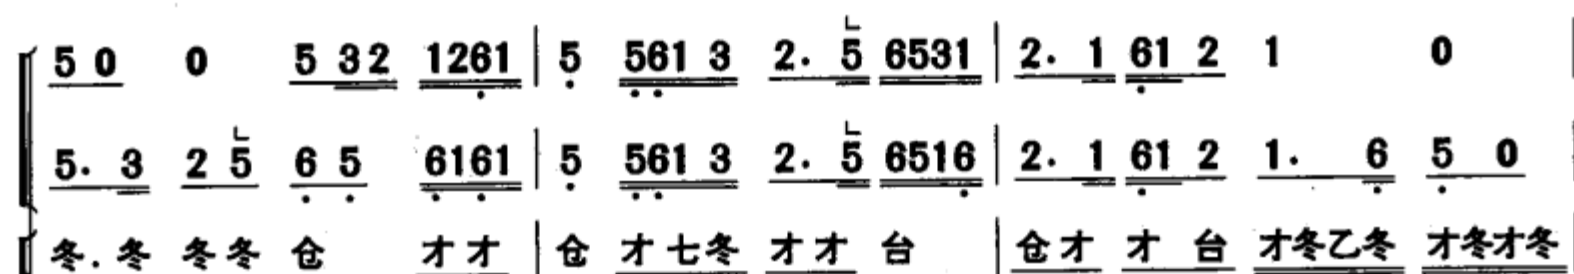 5 0 0 5 32 1261 | 5 561 3 2. 5 6531 | 2. 1 61 2 1 0
5. 3 2 5 6 5 6161 | 5 561 3 2. 5 6516 | 2. 1 61 2 1. 6 5 0
冬. 冬 冬冬 仓 才才 | 仓 才七冬 才才 台 | 仓才 才 台 才冬乙冬 才冬才冬